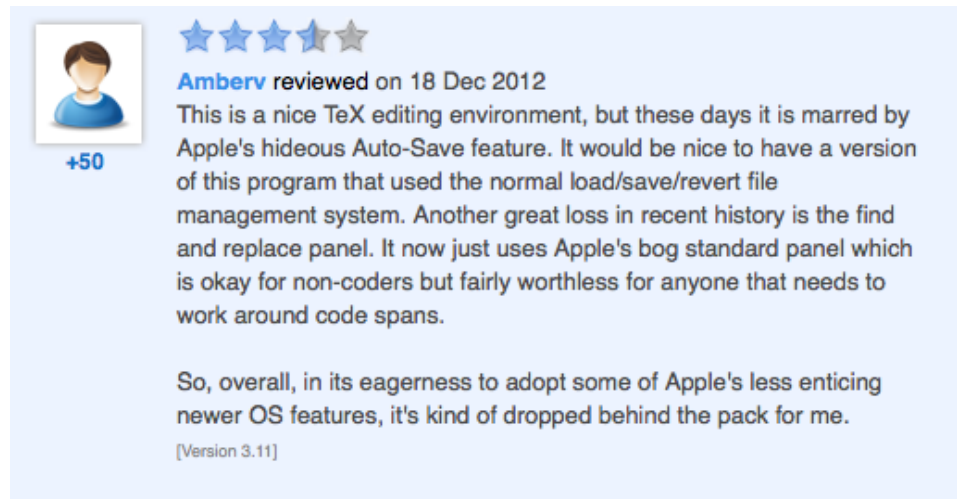 Amberv reviewed on 18 Dec 2012
This is a nice TeX editing environment, but these days it is marred by
Apple's hideous Auto-Save feature. It would be nice to have a version
of this program that used the normal load/save/revert file
management system. Another great loss in recent history is the find
and replace panel. It now just uses Apple's bog standard panel which
is okay for non-coders but fairly worthless for anyone that needs to
work around code spans.
+50
So, overall, in its eagerness to adopt some of Apple's less enticing
newer OS features, it's kind of dropped behind the pack for me.
[Version 3.11]